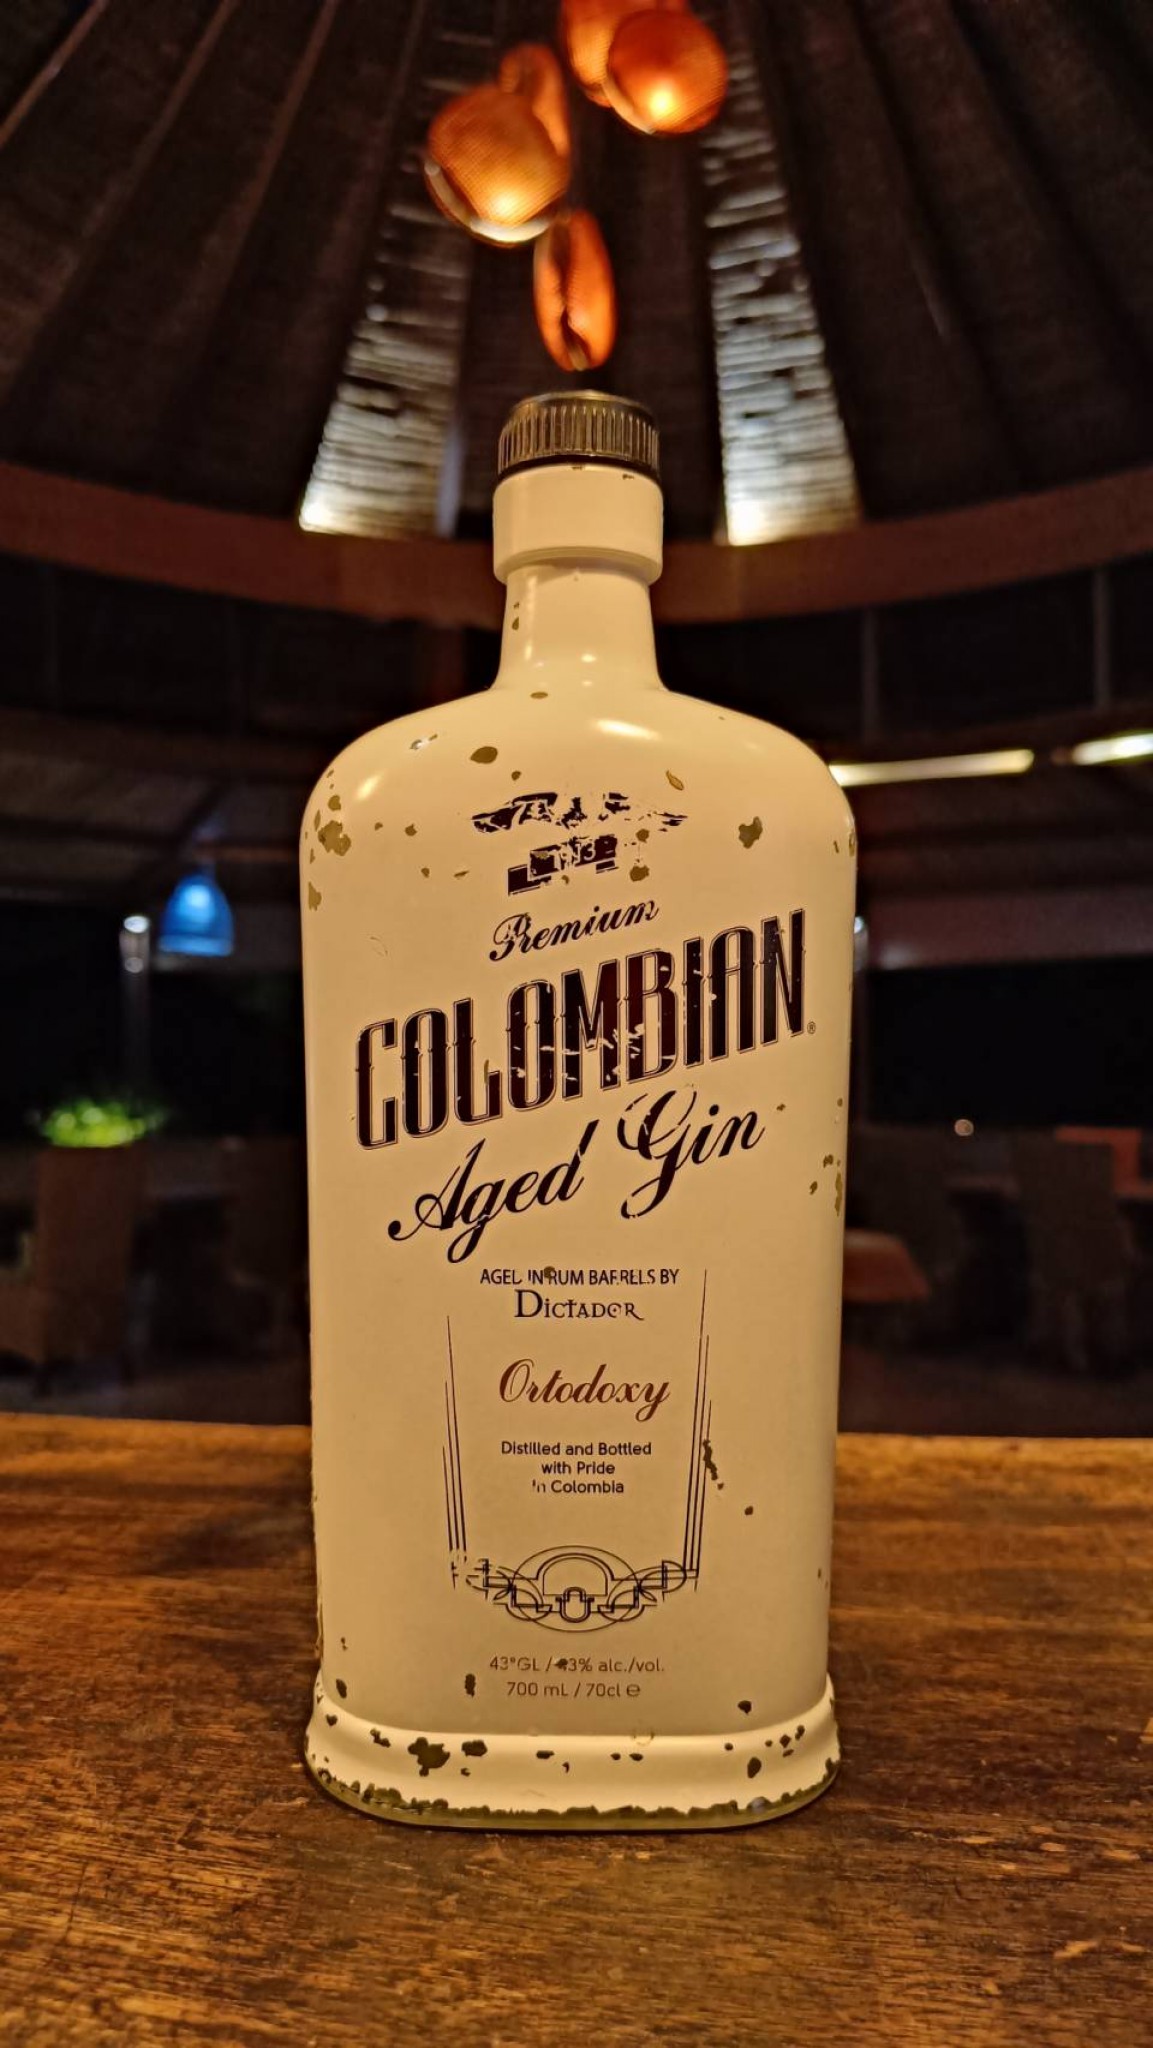 Premium
COLOMBIAN®
Aged Gin
AGED IN RUM BARRELS BY
DICTADOR
Ortodoxy
Distilled and Bottled
with Pride
in Colombia
43°GL / 43% alc./vol.
700 mL / 70cl ℮